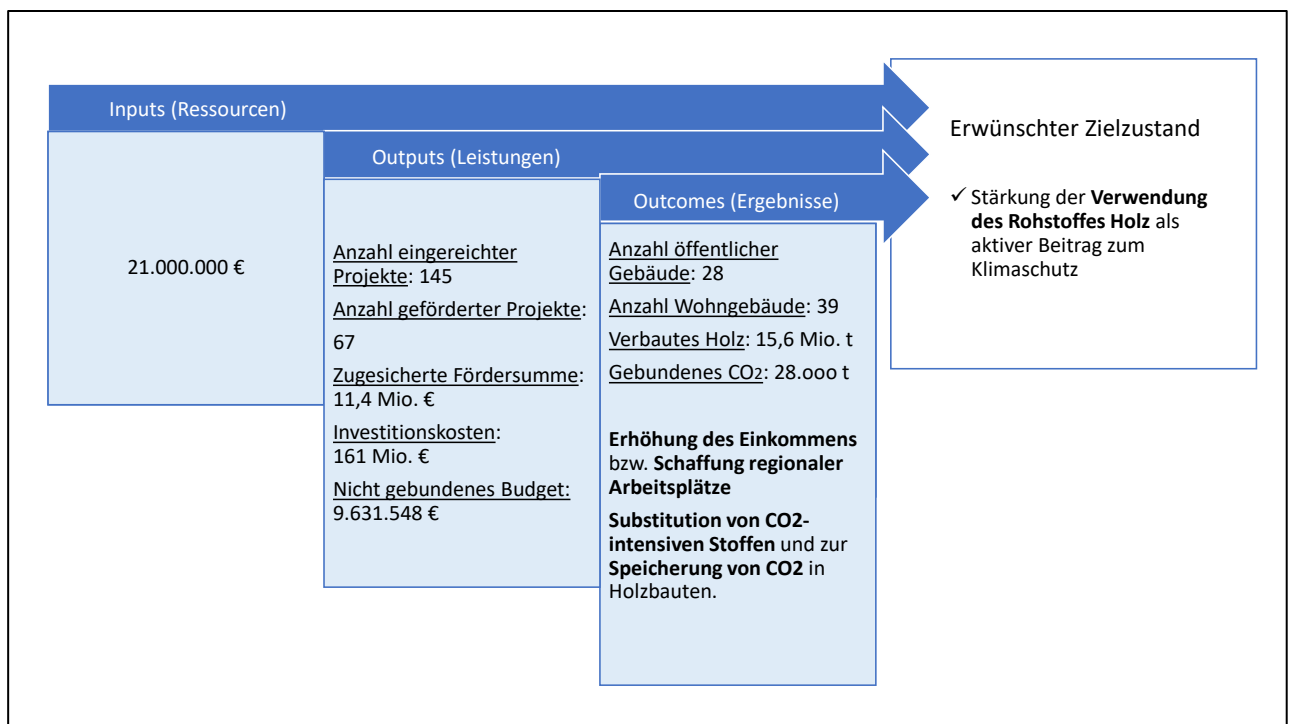 Inputs (Ressourcen)
21.000.000 €
Outputs (Leistungen)
Anzahl eingereichter
Projekte: 145
Anzahl geförderter Projekte:
67
Zugesicherte Fördersumme:
11,4 Mio. €
Investitionskosten:
161 Mio. €
Nicht gebundenes Budget:
9.631.548 €
Outcomes (Ergebnisse)
Anzahl öffentlicher
Gebäude: 28
Anzahl Wohngebäude: 39
Verbautes Holz: 15,6 Mio. t
Gebundenes CO2: 28.ooo t
Erhöhung des Einkommens
bzw. Schaffung regionaler
Arbeitsplätze
Substitution von CO2-
intensiven Stoffen und zur
Speicherung von CO2 in
Holzbauten.
Erwünschter Zielzustand
✓ Stärkung der Verwendung
des Rohstoffes Holz als
aktiver Beitrag zum
Klimaschutz